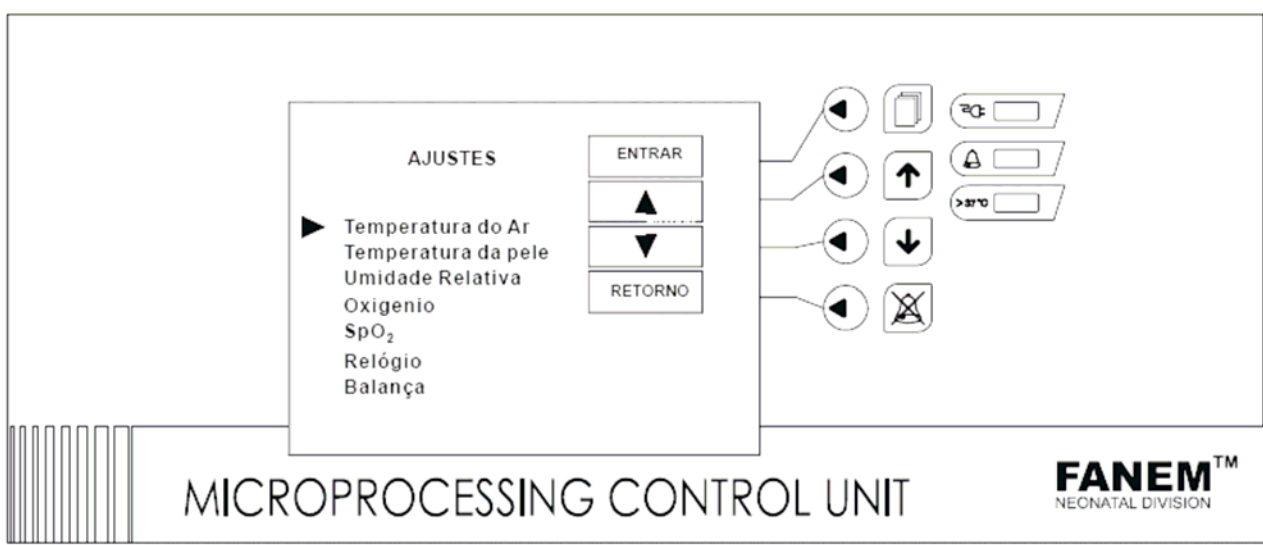 AJUSTES
Temperatura do Ar
Temperatura da pele
Umidade Relativa
Oxigenio
SpO₂
Relógio
Balança
ENTRAR
RETORNO
>37°C
MICROPROCESSING CONTROL UNIT
FANEM™
NEONATAL DIVISION